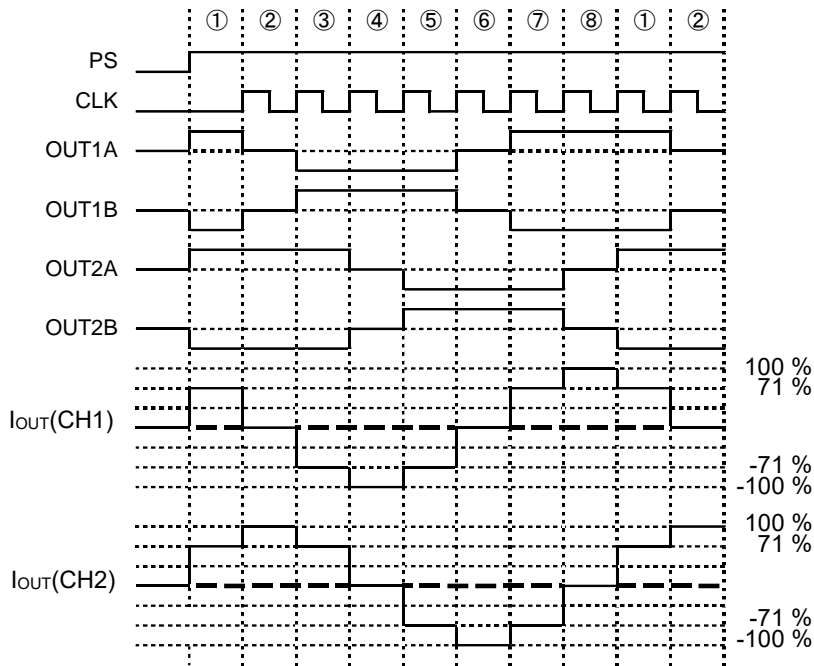 ① ② ③ ④ ⑤ ⑥ ⑦ ⑧ ① ②
PS
CLK
OUT1A
OUT1B
OUT2A
OUT2B
100 %
71 %
IOUT(CH1)
-71 %
-100 %
100 %
71 %
IOUT(CH2)
-71 %
-100 %